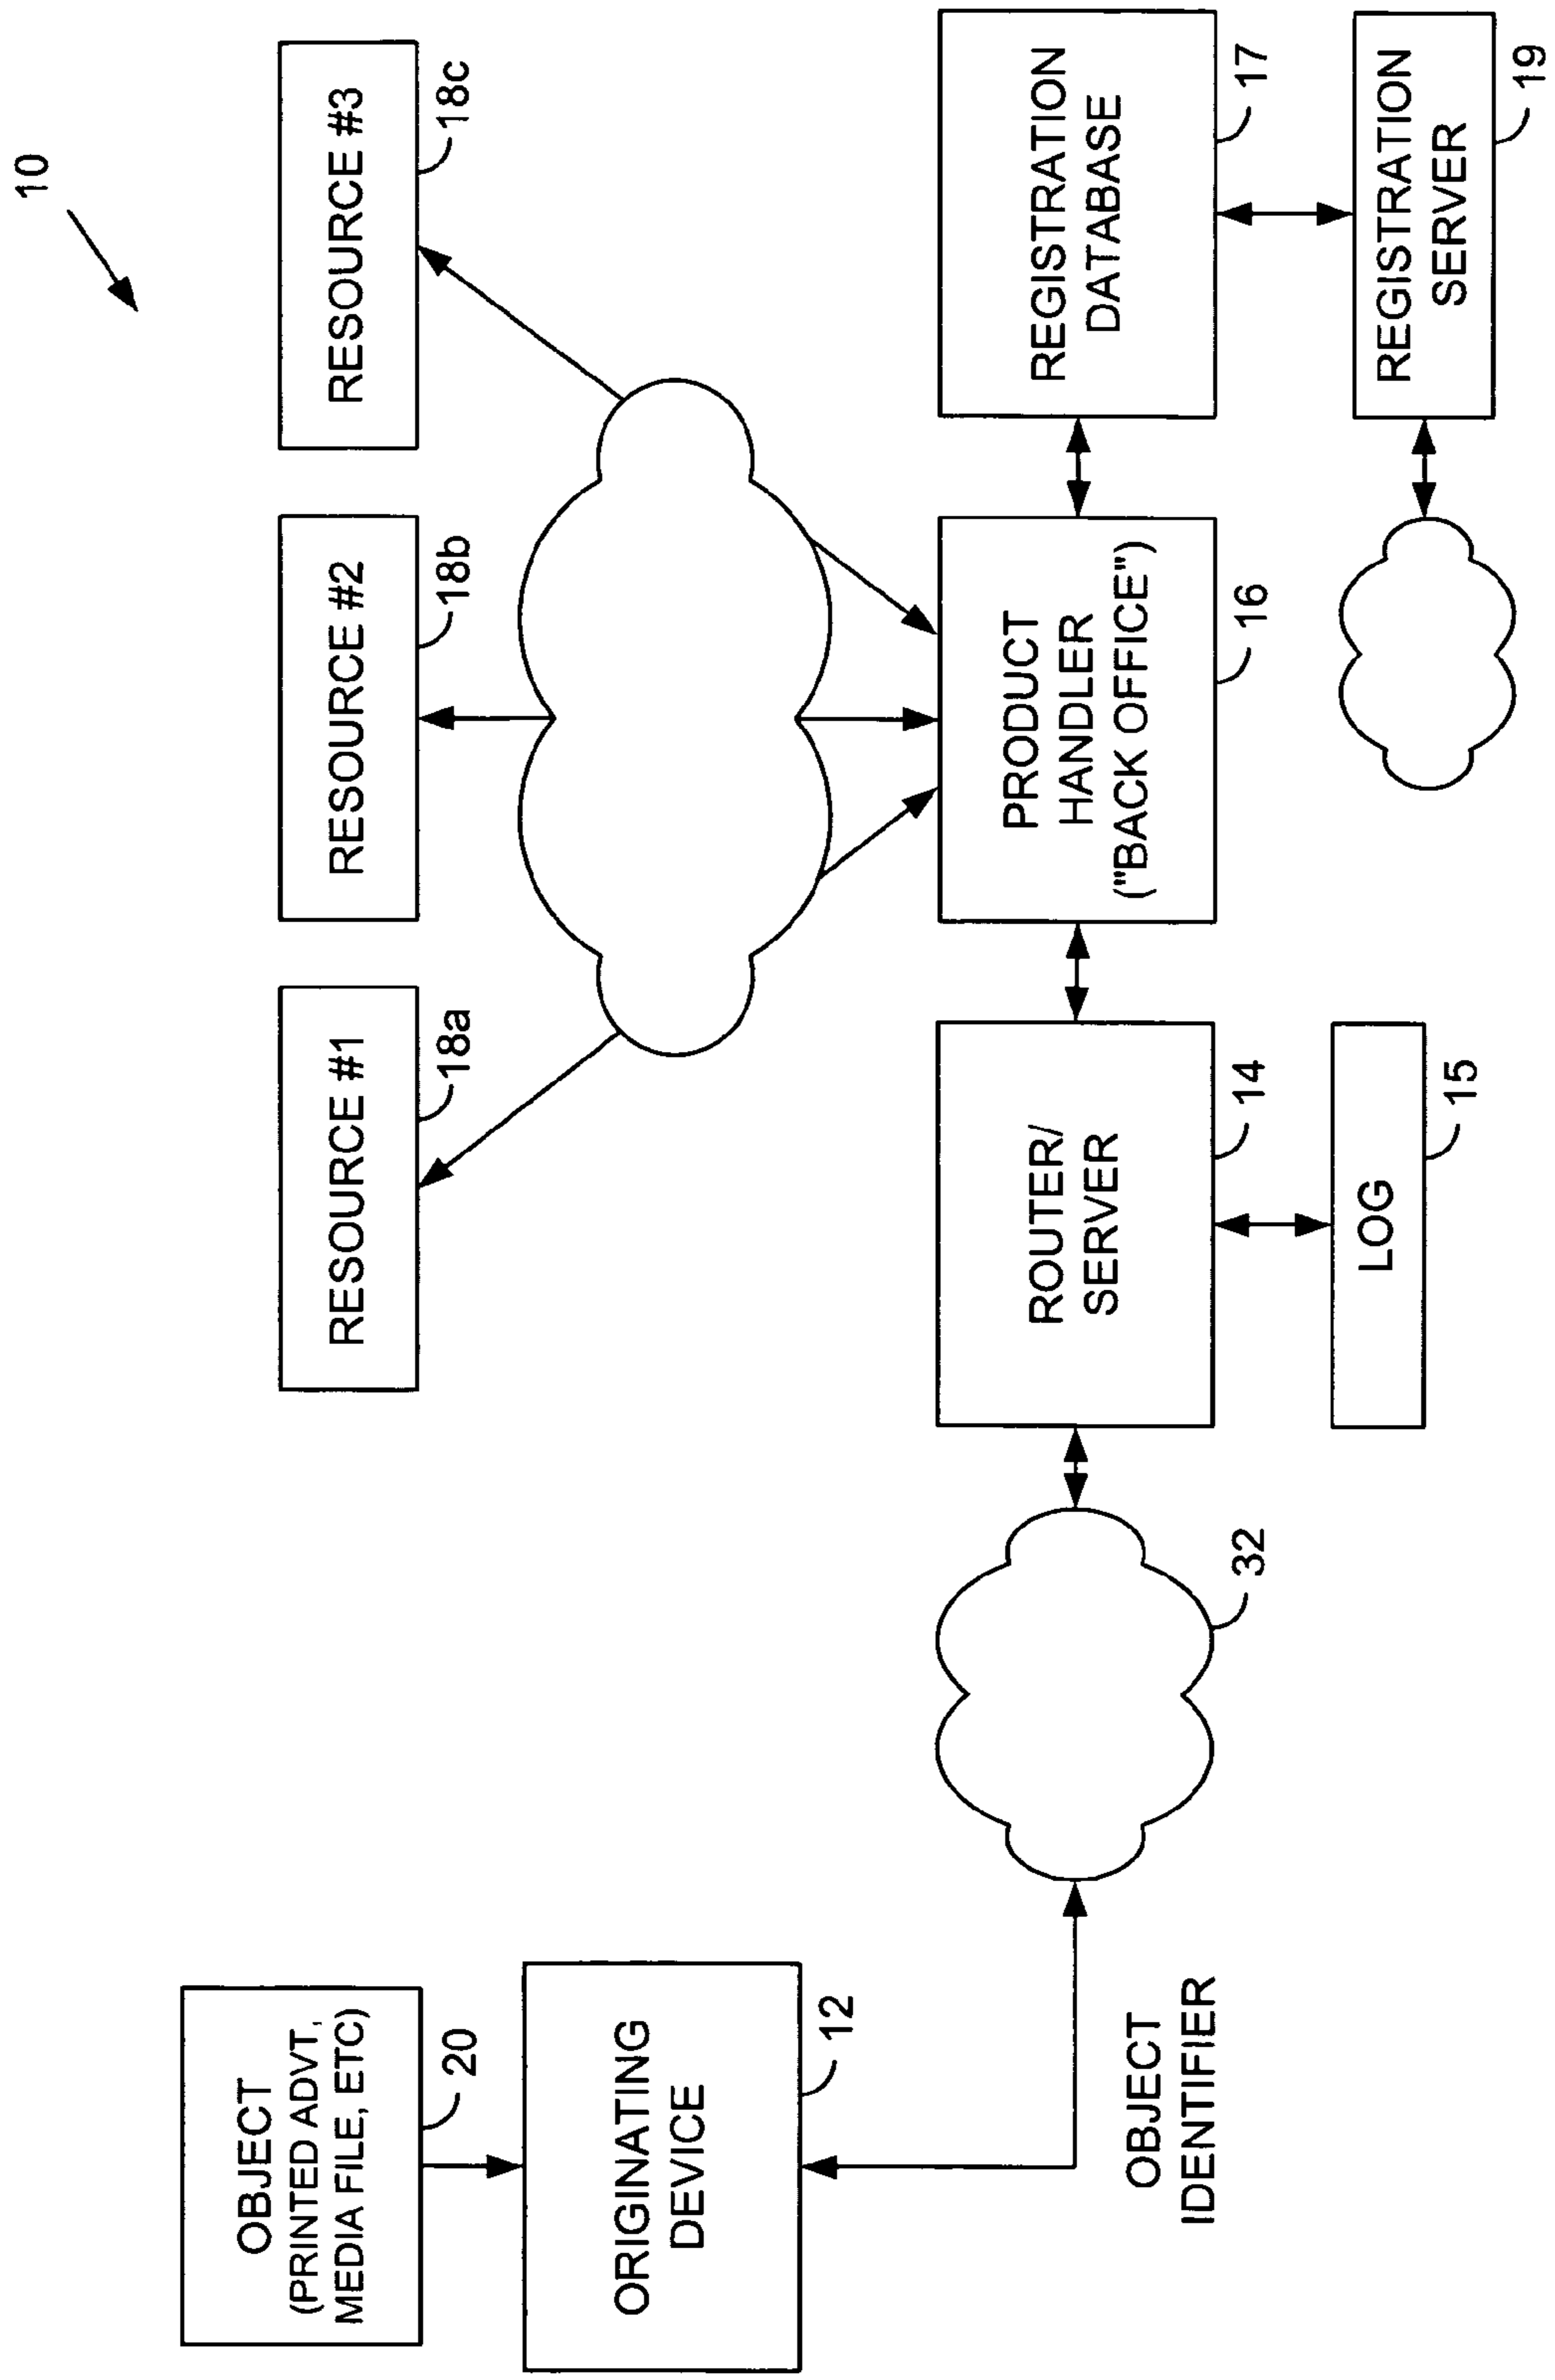 10
RESOURCE #1
18a
RESOURCE #2
18b
RESOURCE #3
18c
OBJECT
(PRINTED ADVT,
MEDIA FILE, ETC)
20
ORIGINATING
DEVICE
12
OBJECT
IDENTIFIER
32
ROUTER/
SERVER
14
LOG
15
PRODUCT
HANDLER
("BACK OFFICE")
16
REGISTRATION
DATABASE
17
REGISTRATION
SERVER
19